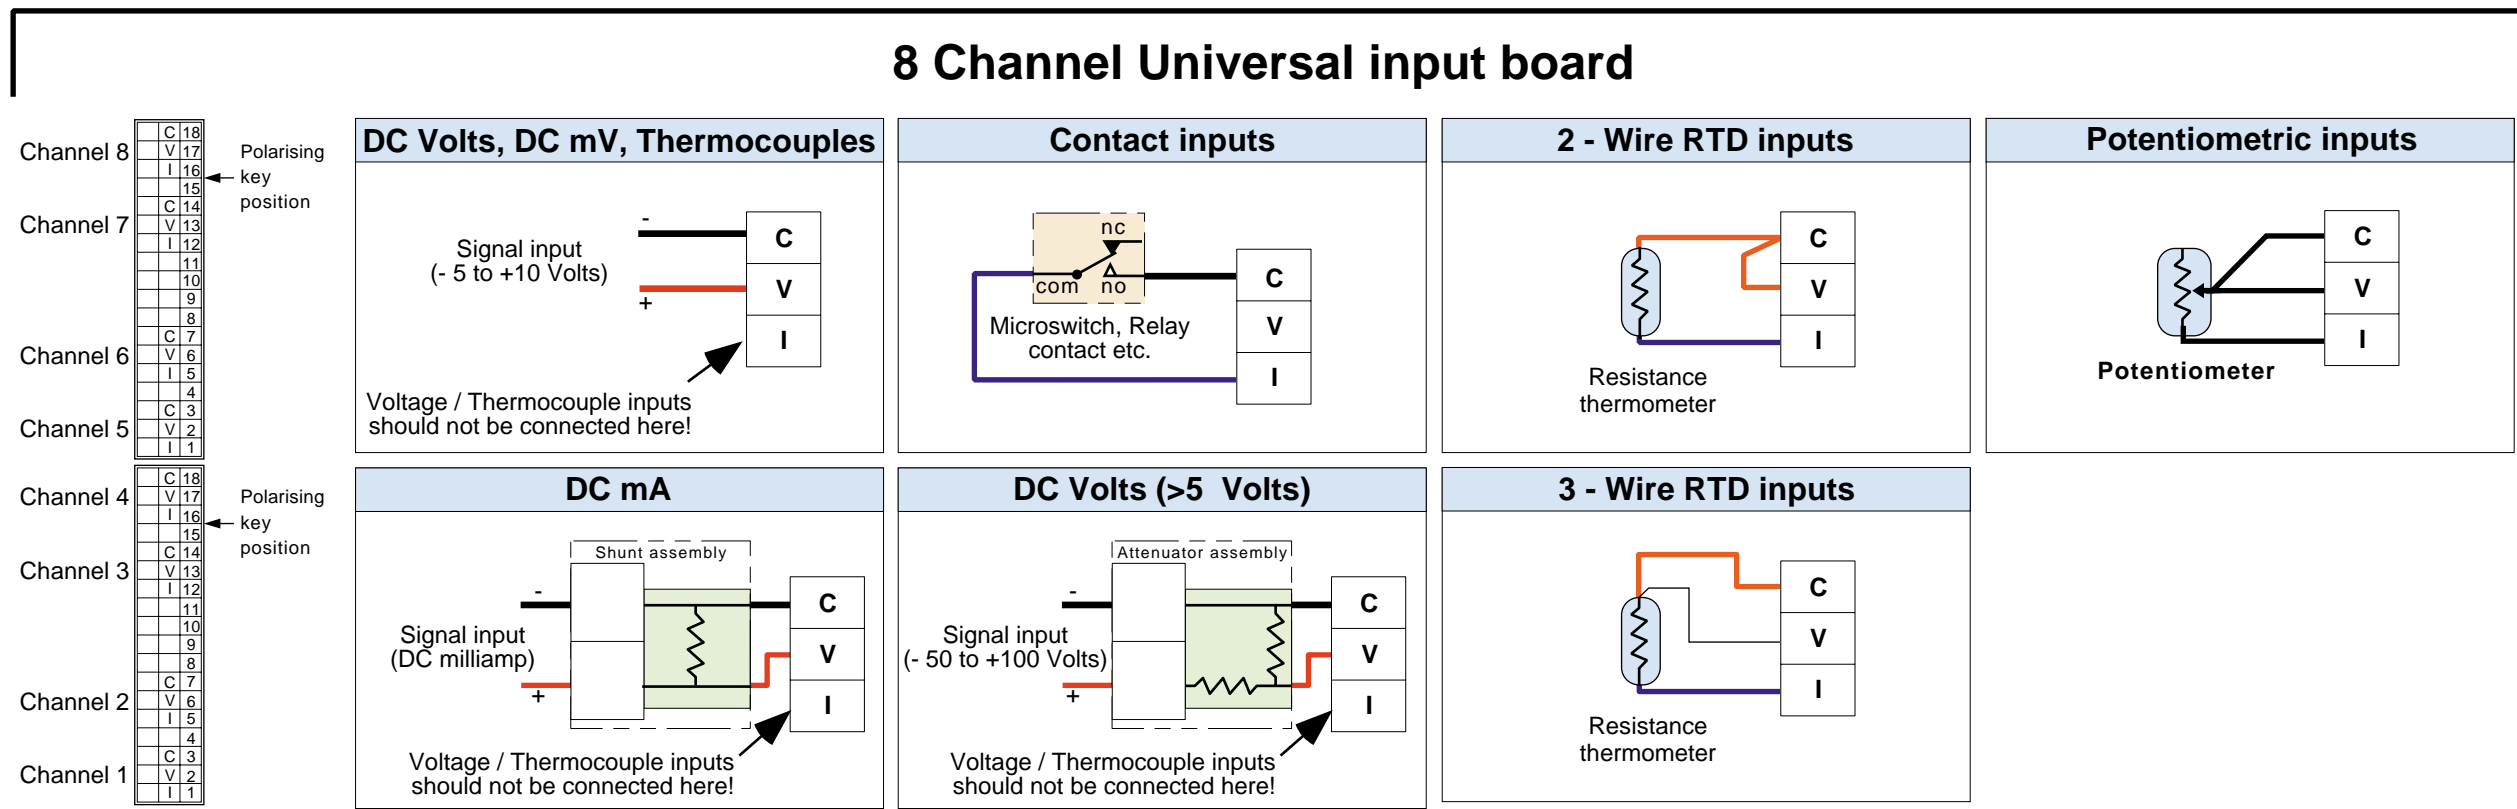 8 Channel Universal input board
Channel 8
Channel 7
Channel 6
Channel 5
C 18
V 17
I 16
15
C 14
V 13
I 12
11
10
9
8
C 7
V 6
I 5
4
C 3
V 2
I 1
Polarising
key
position
Channel 4
Channel 3
Channel 2
Channel 1
C 18
V 17
I 16
15
C 14
V 13
I 12
11
10
9
8
C 7
V 6
I 5
4
C 3
V 2
I 1
Polarising
key
position
DC Volts, DC mV, Thermocouples
-
Signal input
(- 5 to +10 Volts)
+
C
V
I
Voltage / Thermocouple inputs
should not be connected here!
Contact inputs
nc
com no
Microswitch, Relay
contact etc.
C
V
I
2 - Wire RTD inputs
C
V
I
Resistance
thermometer
Potentiometric inputs
C
V
I
Potentiometer
DC mA
Shunt assembly
-
Signal input
(DC milliamp)
+
C
V
I
Voltage / Thermocouple inputs
should not be connected here!
DC Volts (>5 Volts)
Attenuator assembly
-
Signal input
(- 50 to +100 Volts)
+
C
V
I
Voltage / Thermocouple inputs
should not be connected here!
3 - Wire RTD inputs
C
V
I
Resistance
thermometer